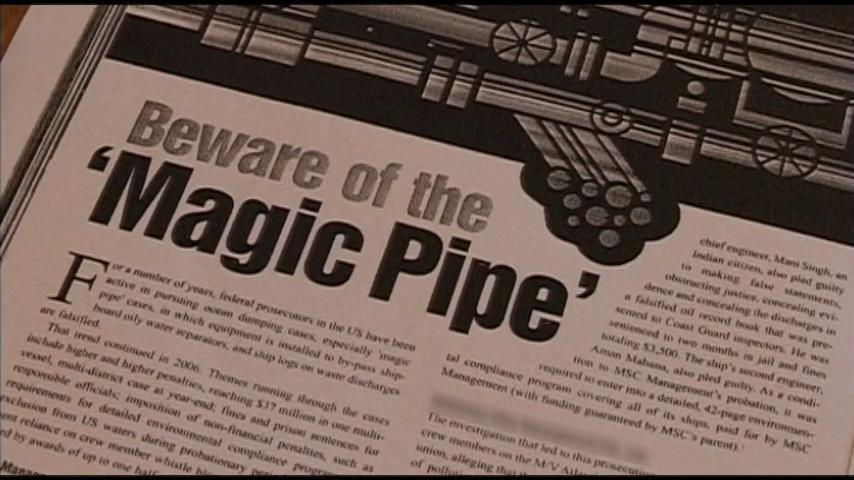 Beware of the
‘Magic Pipe’
For a number of years, federal prosecutors in the US have been
active in pursuing ocean dumping cases, especially 'magic
pipe' cases, in which equipment is installed to by-pass ship-
board oily water separators, and ship logs on waste discharges
are falsified.
That trend continued in 2006. Themes running through the cases
include higher and higher penalties, reaching $37 million in one multi-
vessel, multi-district case at year-end; fines and prison sentences for
responsible officials; imposition of non-financial penalties, such as
requirements for detailed environmental compliance programs
exclusion from US waters during probationary
reliance on crew member whistle
d by awards of up to one half
Manage
chief engineer, Mani Singh, an
Indian citizen, also pled guilty
to making false statements,
obstructing justice, concealing evi-
dence and concealing the discharges in
a falsified oil record book that was pre-
sented to Coast Guard inspectors. He was
sentenced to two months in jail and fines
totaling $3,500. The ship's second engineer,
Aman Mahana, also pled guilty. As a condi-
tion to MSC Management's probation, it was
required to enter into a detailed, 42-page environmen-
tal compliance program covering all of its ships, paid for by MSC
Management (with funding guaranteed by MSC's parent).
The investigation that led to this prosecution
crew members on the M/V
union, alleging that
of